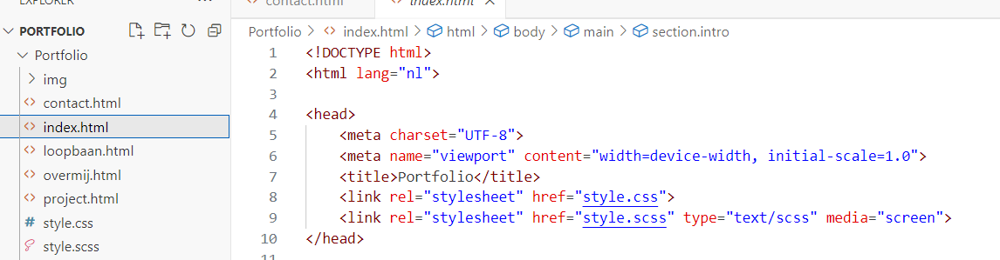 EXPLORER
contact.html
index.html
PORTFOLIO
Portfolio
img
contact.html
index.html
loopbaan.html
overmij.html
project.html
# style.css
style.scss
Portfolio > <> index.html > html > body > main > section.intro
1 <!DOCTYPE html>
2 <html lang="nl">
3
4 <head>
5 <meta charset="UTF-8">
6 <meta name="viewport" content="width=device-width, initial-scale=1.0">
7 <title>Portfolio</title>
8 <link rel="stylesheet" href="style.css">
9 <link rel="stylesheet" href="style.scss" type="text/scss" media="screen">
10 </head>
11